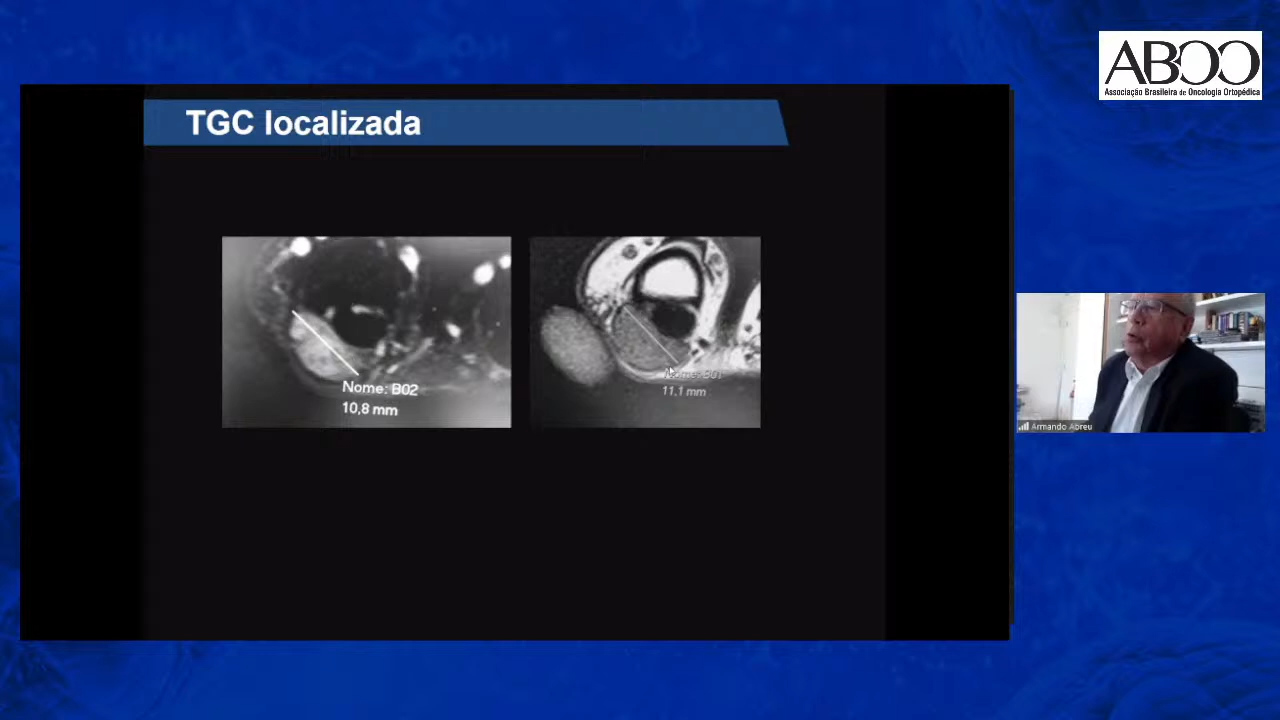 ABOO
Associação Brasileira de Oncologia Ortopédica
TGC localizada
Nome: B02
10,8 mm
11,1 mm
Armando Abreu